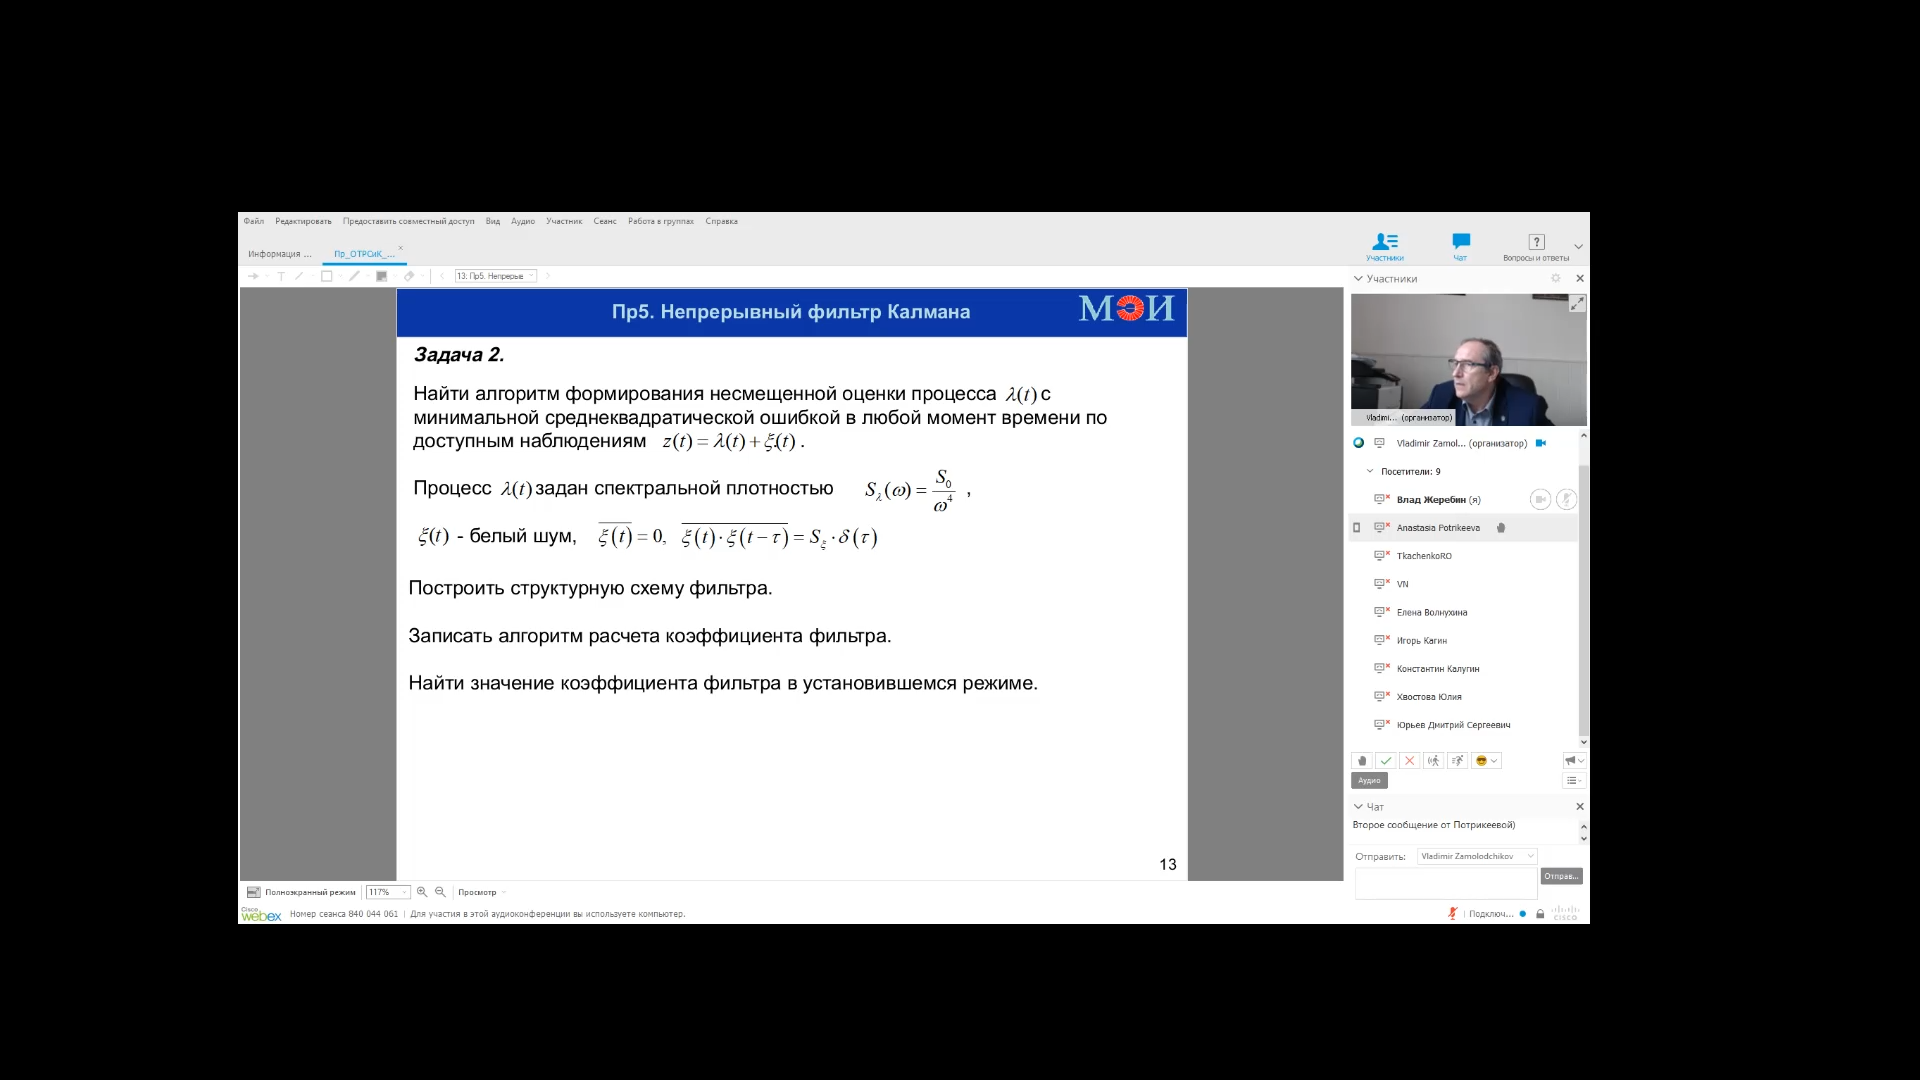 Файл Редактировать Предоставить совместный доступ Вид Аудио Участник Сеанс Работа в группах Справка
Информация ... Пр_ОТРСиК_...
Участники Чат Вопросы и ответы
13: Пр5. Непрерыв
Участники
Пр5. Непрерывный фильтр Калмана
МЭИ
Задача 2.
Найти алгоритм формирования несмещенной оценки процесса λ(t) с
минимальной среднеквадратической ошибкой в любой момент времени по
доступным наблюдениям z(t) = λ(t) + ξ(t) .
Процесс λ(t) задан спектральной плотностью S_λ(ω) = S_0/ω^4 ,
ξ(t) - белый шум, \overline{ξ(t)} = 0, \overline{ξ(t)·ξ(t−τ)} = S_ξ·δ(τ)
Построить структурную схему фильтра.
Записать алгоритм расчета коэффициента фильтра.
Найти значение коэффициента фильтра в установившемся режиме.
13
Vladimi... (организатор)
Vladimir Zamol... (организатор)
Посетители: 9
Влад Жеребин (я)
Anastasia Potrikeeva
TkachenkoRO
VN
Елена Волнухина
Игорь Кагин
Константин Калугин
Хвостова Юлия
Юрьев Дмитрий Сергеевич
Аудио
Чат
Второе сообщение от Потрикеевой)
Отправить: Vladimir Zamolodchikov
Отправ...
Полноэкранный режим 117% Просмотр
Cisco webex Номер сеанса 840 044 061 | Для участия в этой аудиоконференции вы используете компьютер.
Подключ... cisco